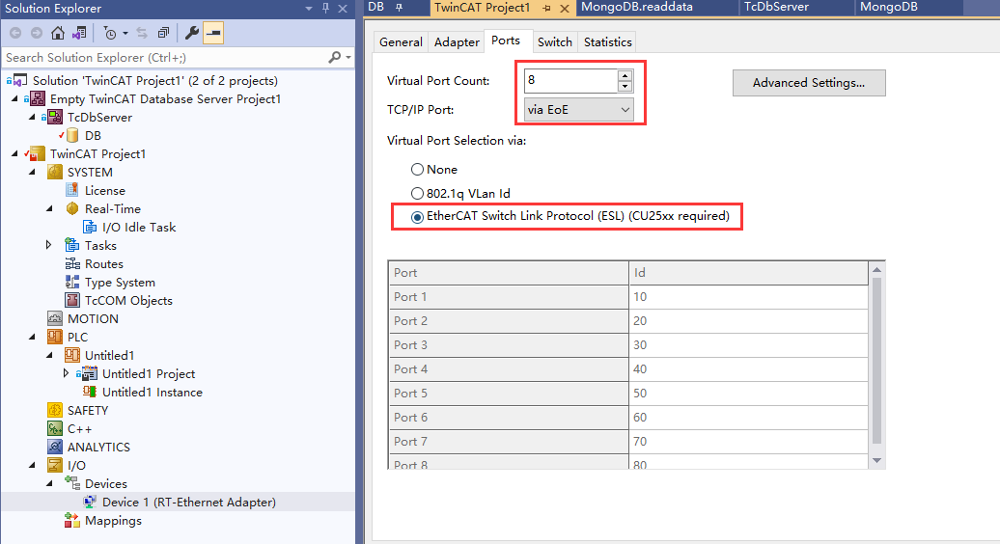 Solution Explorer
Search Solution Explorer (Ctrl+;)
Solution 'TwinCAT Project1' (2 of 2 projects)
Empty TwinCAT Database Server Project1
TcDbServer
DB
TwinCAT Project1
SYSTEM
License
Real-Time
I/O Idle Task
Tasks
Routes
Type System
TcCOM Objects
MOTION
PLC
Untitled1
Untitled1 Project
Untitled1 Instance
SAFETY
C++
ANALYTICS
I/O
Devices
Device 1 (RT-Ethernet Adapter)
Mappings
DB TwinCAT Project1 MongoDB.readdata TcDbServer MongoDB
General Adapter Ports Switch Statistics
Virtual Port Count: 8 Advanced Settings...
TCP/IP Port: via EoE
Virtual Port Selection via:
None
802.1q VLan Id
EtherCAT Switch Link Protocol (ESL) (CU25xx required)
Port Id
Port 1 10
Port 2 20
Port 3 30
Port 4 40
Port 5 50
Port 6 60
Port 7 70
Port 8 80